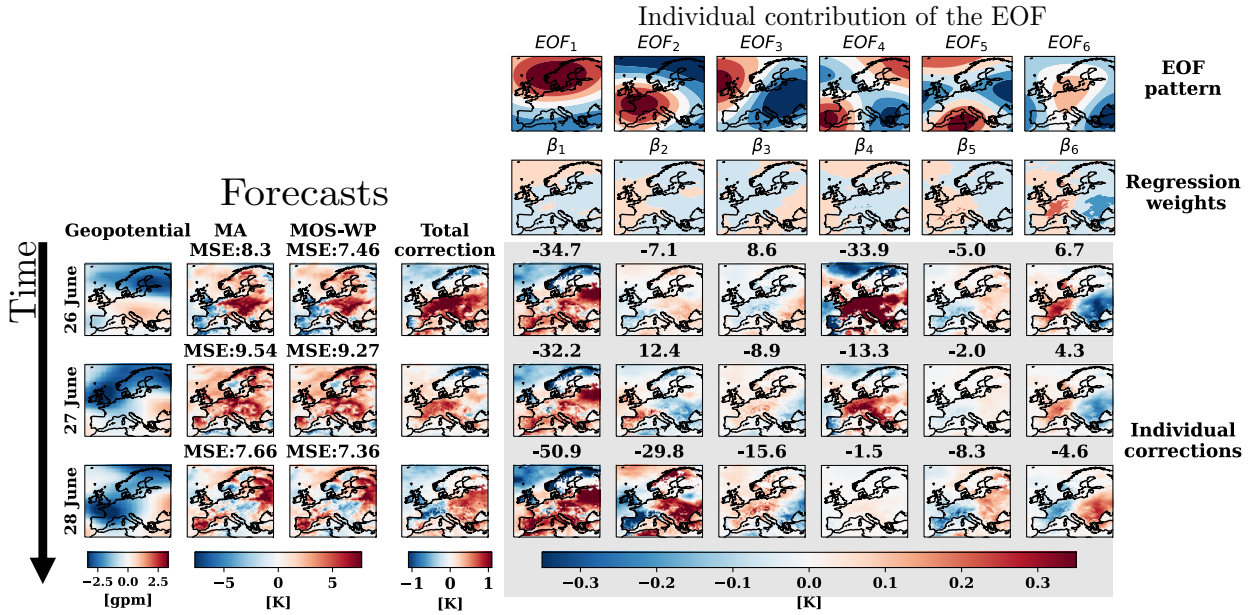 Individual contribution of the EOF
EOF1 EOF2 EOF3 EOF4 EOF5 EOF6
EOF
pattern
β1 β2 β3 β4 β5 β6
Regression
weights
Forecasts
Geopotential MA MOS-WP Total
correction
MSE:8.3 MSE:7.46
-34.7 -7.1 8.6 -33.9 -5.0 6.7
Time
26 June
MSE:9.54 MSE:9.27
-32.2 12.4 -8.9 -13.3 -2.0 4.3
27 June
Individual
corrections
MSE:7.66 MSE:7.36
-50.9 -29.8 -15.6 -1.5 -8.3 -4.6
28 June
−2.5 0.0 2.5
[gpm]
−5 0 5
[K]
−1 0 1
[K]
−0.3 −0.2 −0.1 0.0 0.1 0.2 0.3
[K]